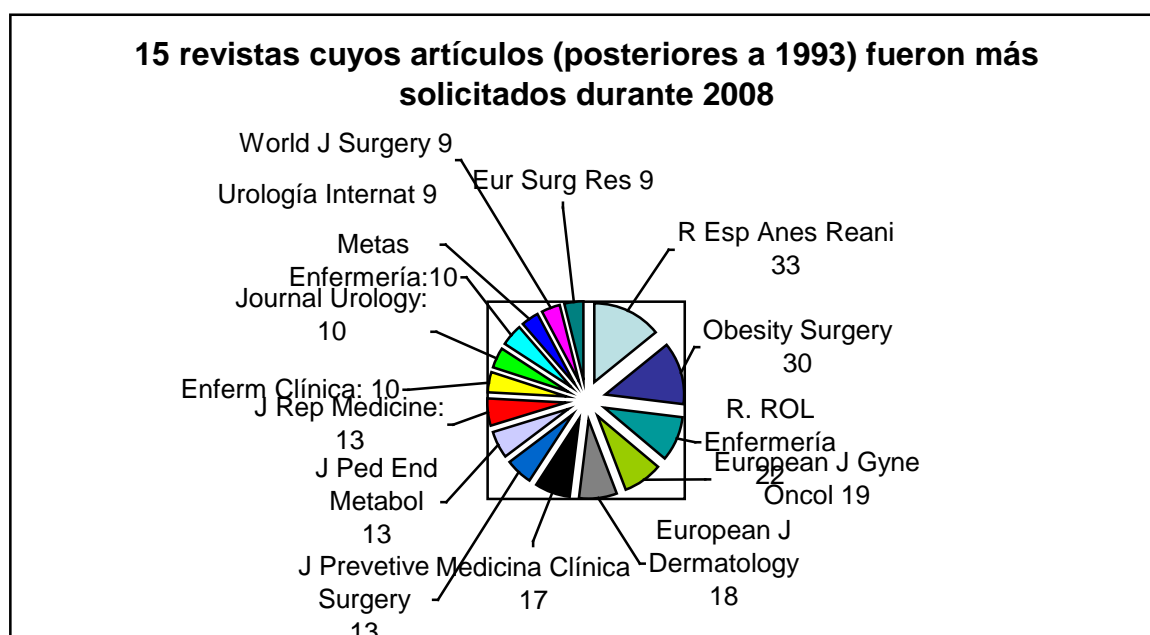 15 revistas cuyos artículos (posteriores a 1993) fueron más
solicitados durante 2008
World J Surgery 9
Eur Surg Res 9
Urología Internat 9
R Esp Anes Reani
33
Metas
Enfermería:10
Journal Urology:
10
Obesity Surgery
30
Enferm Clínica: 10
J Rep Medicine:
13
R. ROL
Enfermería
22
European J Gyne
Oncol 19
J Ped End
Metabol
13
European J
Dermatology
18
J Prevetive
Surgery
13
Medicina Clínica
17